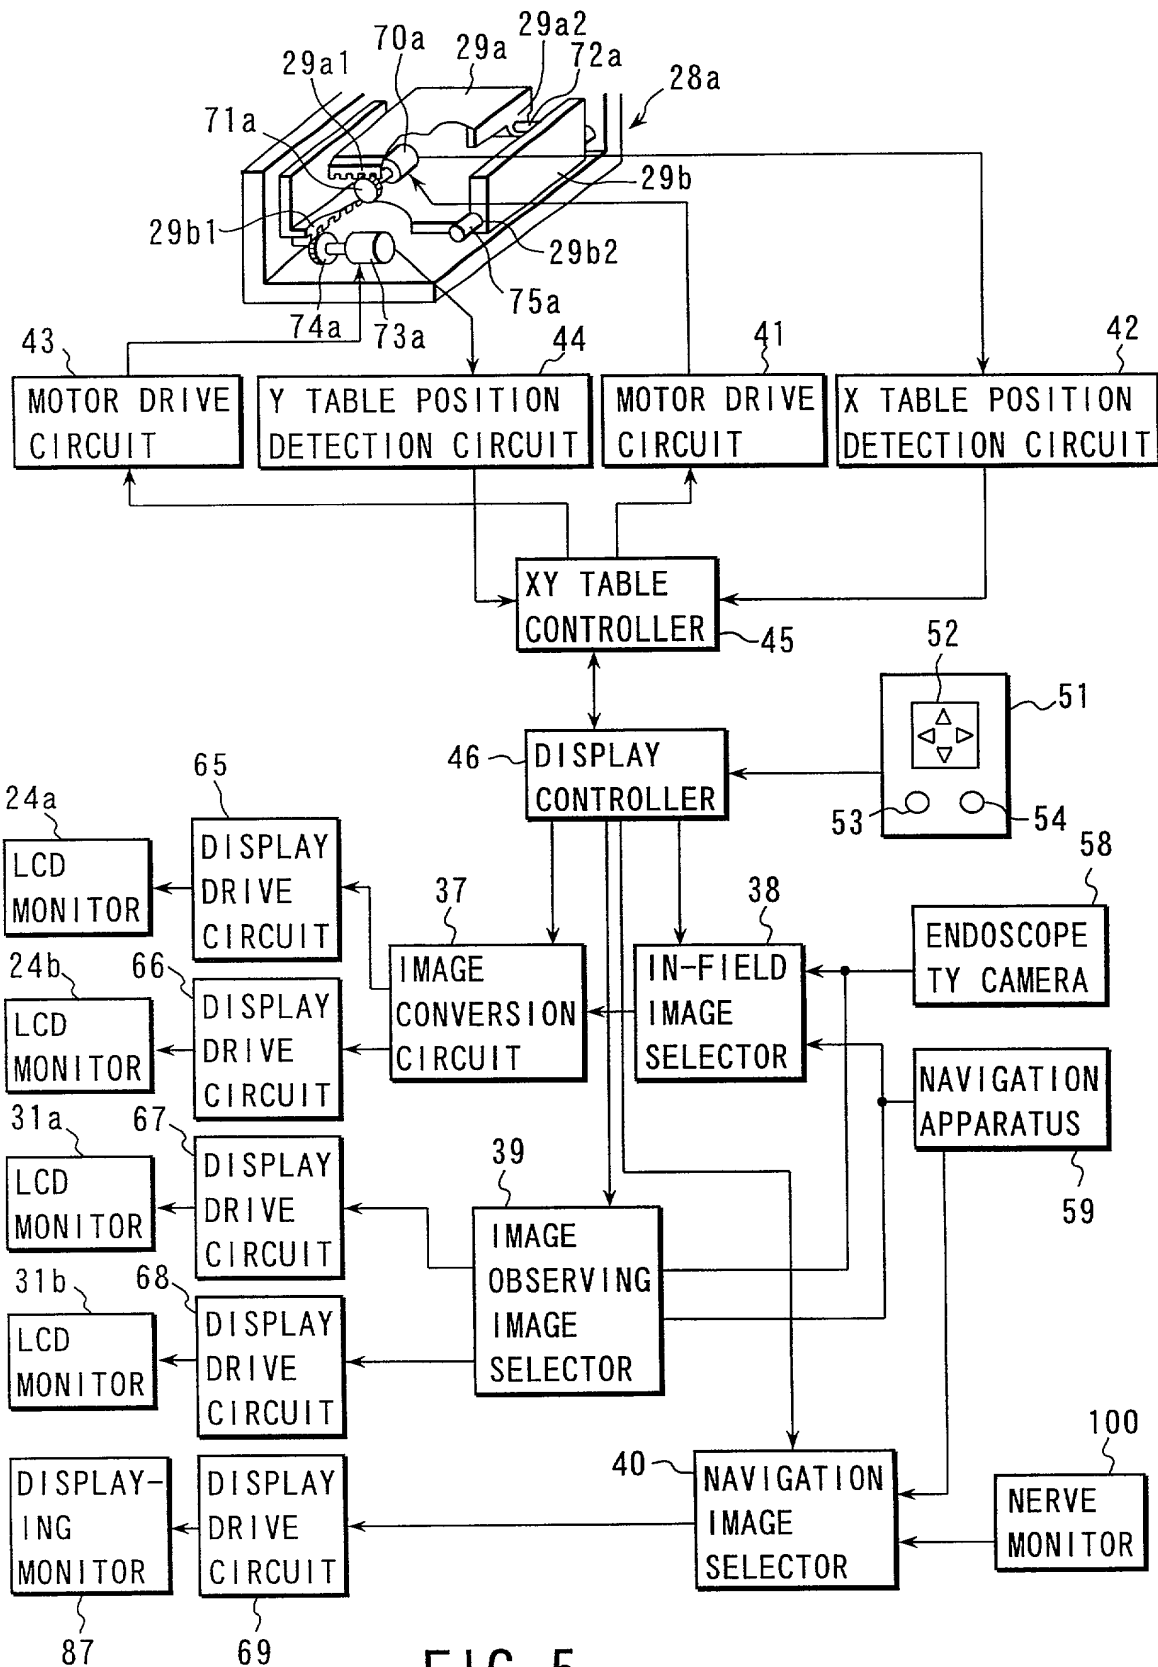 29a2
70a
29a
72a
29a1
28a
71a
29b
29b1
29b2
75a
74a
73a
43
44
41
42
MOTOR DRIVE
CIRCUIT
Y TABLE POSITION
DETECTION CIRCUIT
MOTOR DRIVE
CIRCUIT
X TABLE POSITION
DETECTION CIRCUIT
XY TABLE
CONTROLLER
45
52
51
46
DISPLAY
CONTROLLER
53
54
65
24a
LCD
MONITOR
DISPLAY
DRIVE
CIRCUIT
37
38
58
IMAGE
CONVERSION
CIRCUIT
IN-FIELD
IMAGE
SELECTOR
ENDOSCOPE
TY CAMERA
24b
66
LCD
MONITOR
DISPLAY
DRIVE
CIRCUIT
NAVIGATION
APPARATUS
59
31a
67
LCD
MONITOR
DISPLAY
DRIVE
CIRCUIT
39
IMAGE
OBSERVING
IMAGE
SELECTOR
31b
68
LCD
MONITOR
DISPLAY
DRIVE
CIRCUIT
40
NAVIGATION
IMAGE
SELECTOR
100
NERVE
MONITOR
DISPLAY-
ING
MONITOR
DISPLAY
DRIVE
CIRCUIT
87
69
FIG. 5